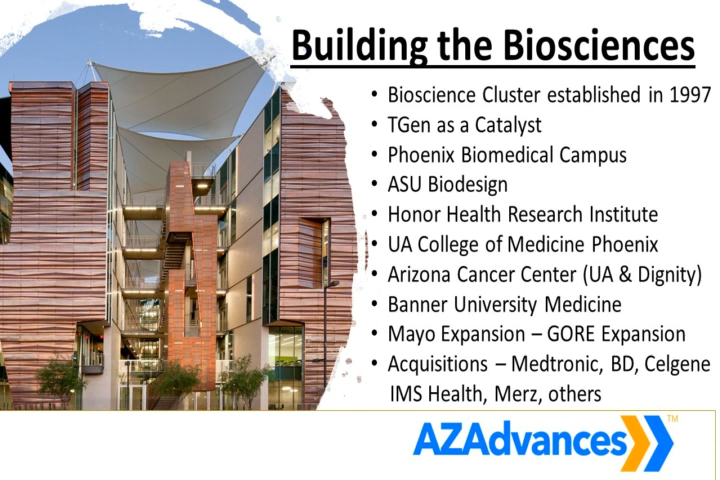 Building the Biosciences
• Bioscience Cluster established in 1997
• TGen as a Catalyst
• Phoenix Biomedical Campus
• ASU Biodesign
• Honor Health Research Institute
• UA College of Medicine Phoenix
• Arizona Cancer Center (UA & Dignity)
• Banner University Medicine
• Mayo Expansion – GORE Expansion
• Acquisitions – Medtronic, BD, Celgene
IMS Health, Merz, others
AZAdvances TM